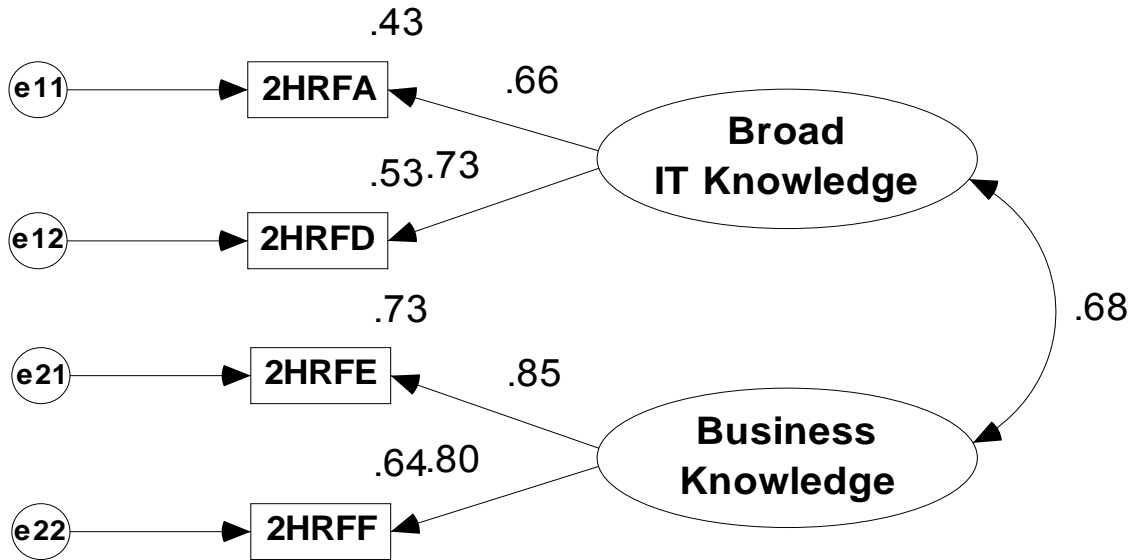 .43
e11
2HRFA
.66
Broad
IT Knowledge
.53
.73
e12
2HRFD
.68
.73
e21
2HRFE
.85
Business
Knowledge
.64
.80
e22
2HRFF